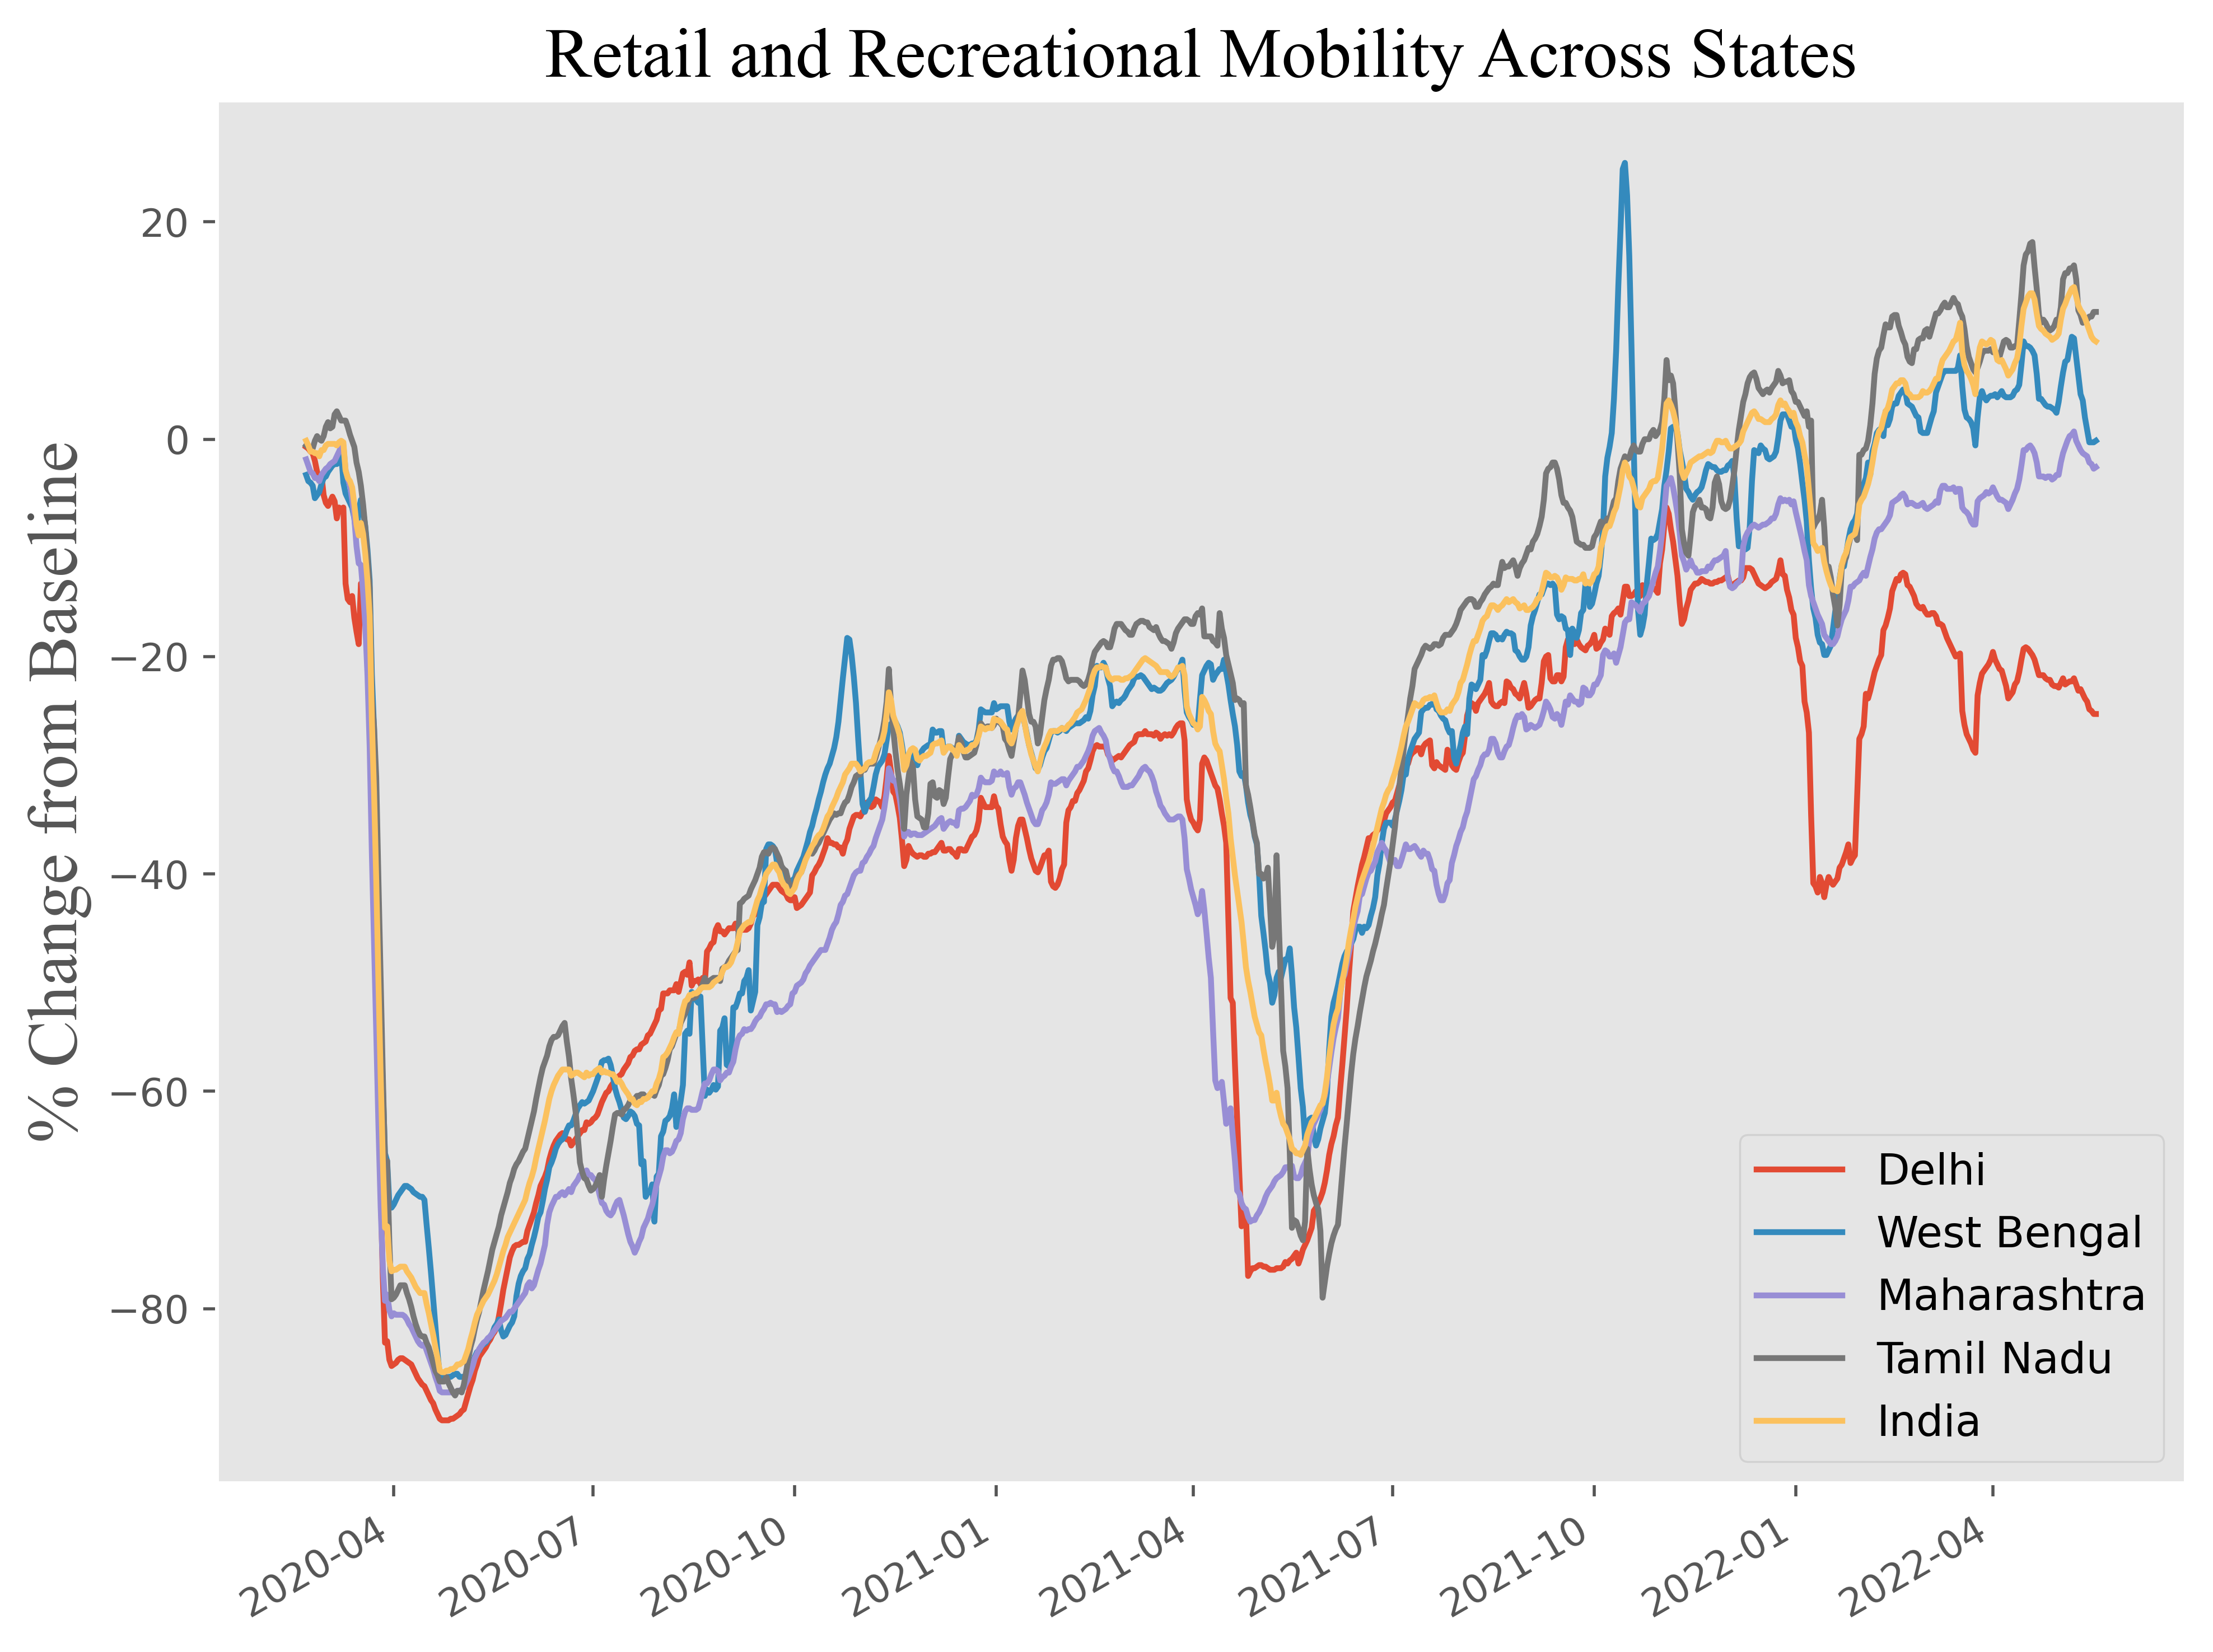 Retail and Recreational Mobility Across States
% Change from Baseline
20
0
−20
−40
−60
−80
2020-04
2020-07
2020-10
2021-01
2021-04
2021-07
2021-10
2022-01
2022-04
Delhi
West Bengal
Maharashtra
Tamil Nadu
India